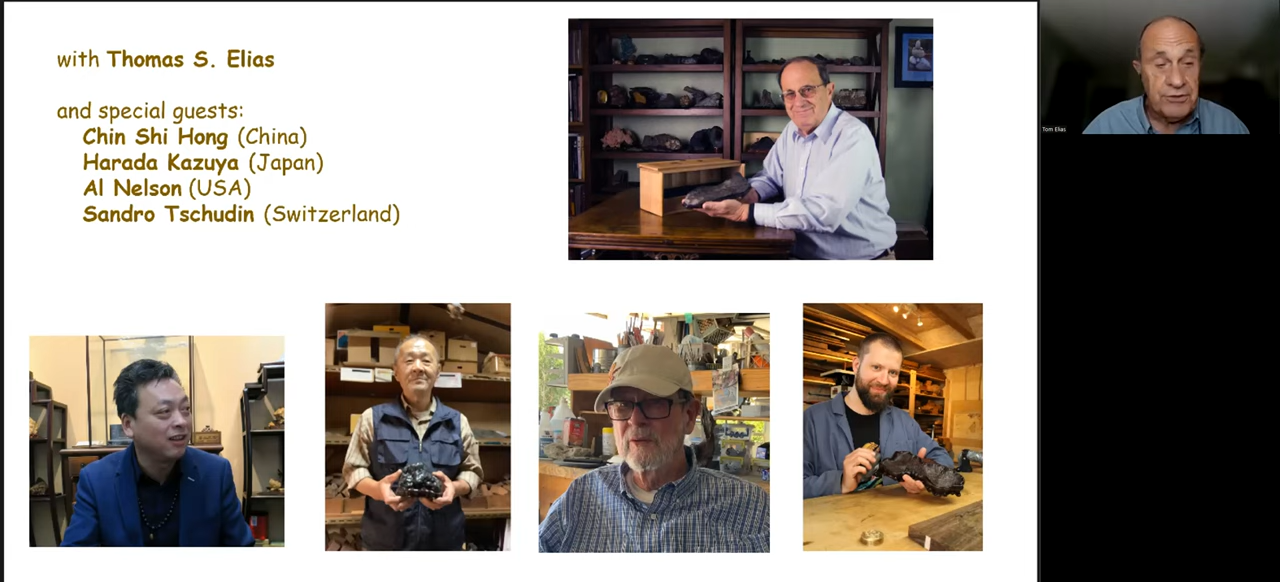 with Thomas S. Elias
and special guests:
Chin Shi Hong (China)
Harada Kazuya (Japan)
Al Nelson (USA)
Sandro Tschudin (Switzerland)
Tom Elias